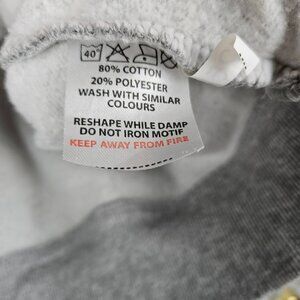 40
80% COTTON
20% POLYESTER
WASH WITH SIMILAR
COLOURS
RESHAPE WHILE DAMP
DO NOT IRON MOTIF
KEEP AWAY FROM FIRE